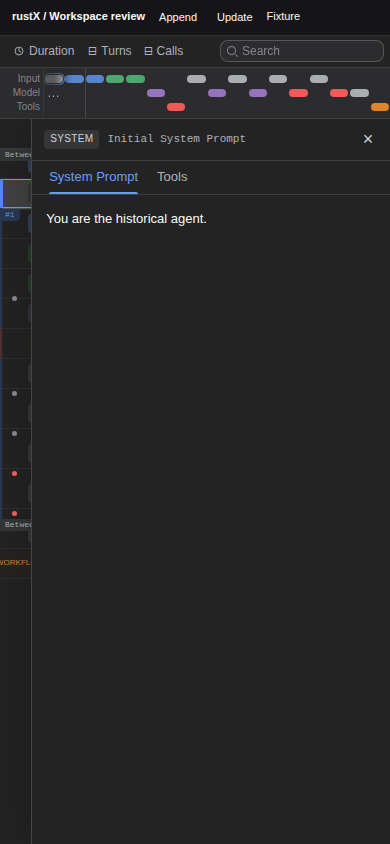 rustX / Workspace review Append Update Fixture
Duration Turns Calls Search
Input
Model ...
Tools
SYSTEM Initial System Prompt ×
System Prompt Tools
You are the historical agent.
#1